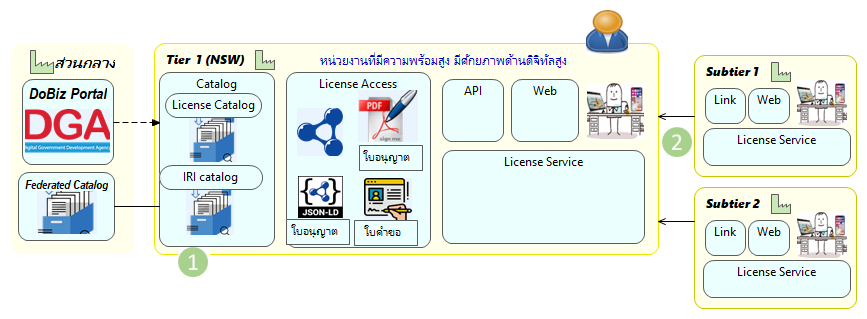 ส่วนกลาง
DoBiz Portal
DGA
Digital Government Development Agency
Federated Catalog
Tier 1 (NSW)
หน่วยงานที่มีความพร้อมสูง มีศักยภาพด้านดิจิทัลสูง
Catalog
License Catalog
IRI catalog
1
License Access
PDF
sign me
ใบอนุญาต
JSON-LD
ใบอนุญาต
ใบคำขอ
API
Web
License Service
2
Subtier 1
Link
Web
License Service
Subtier 2
Link
Web
License Service